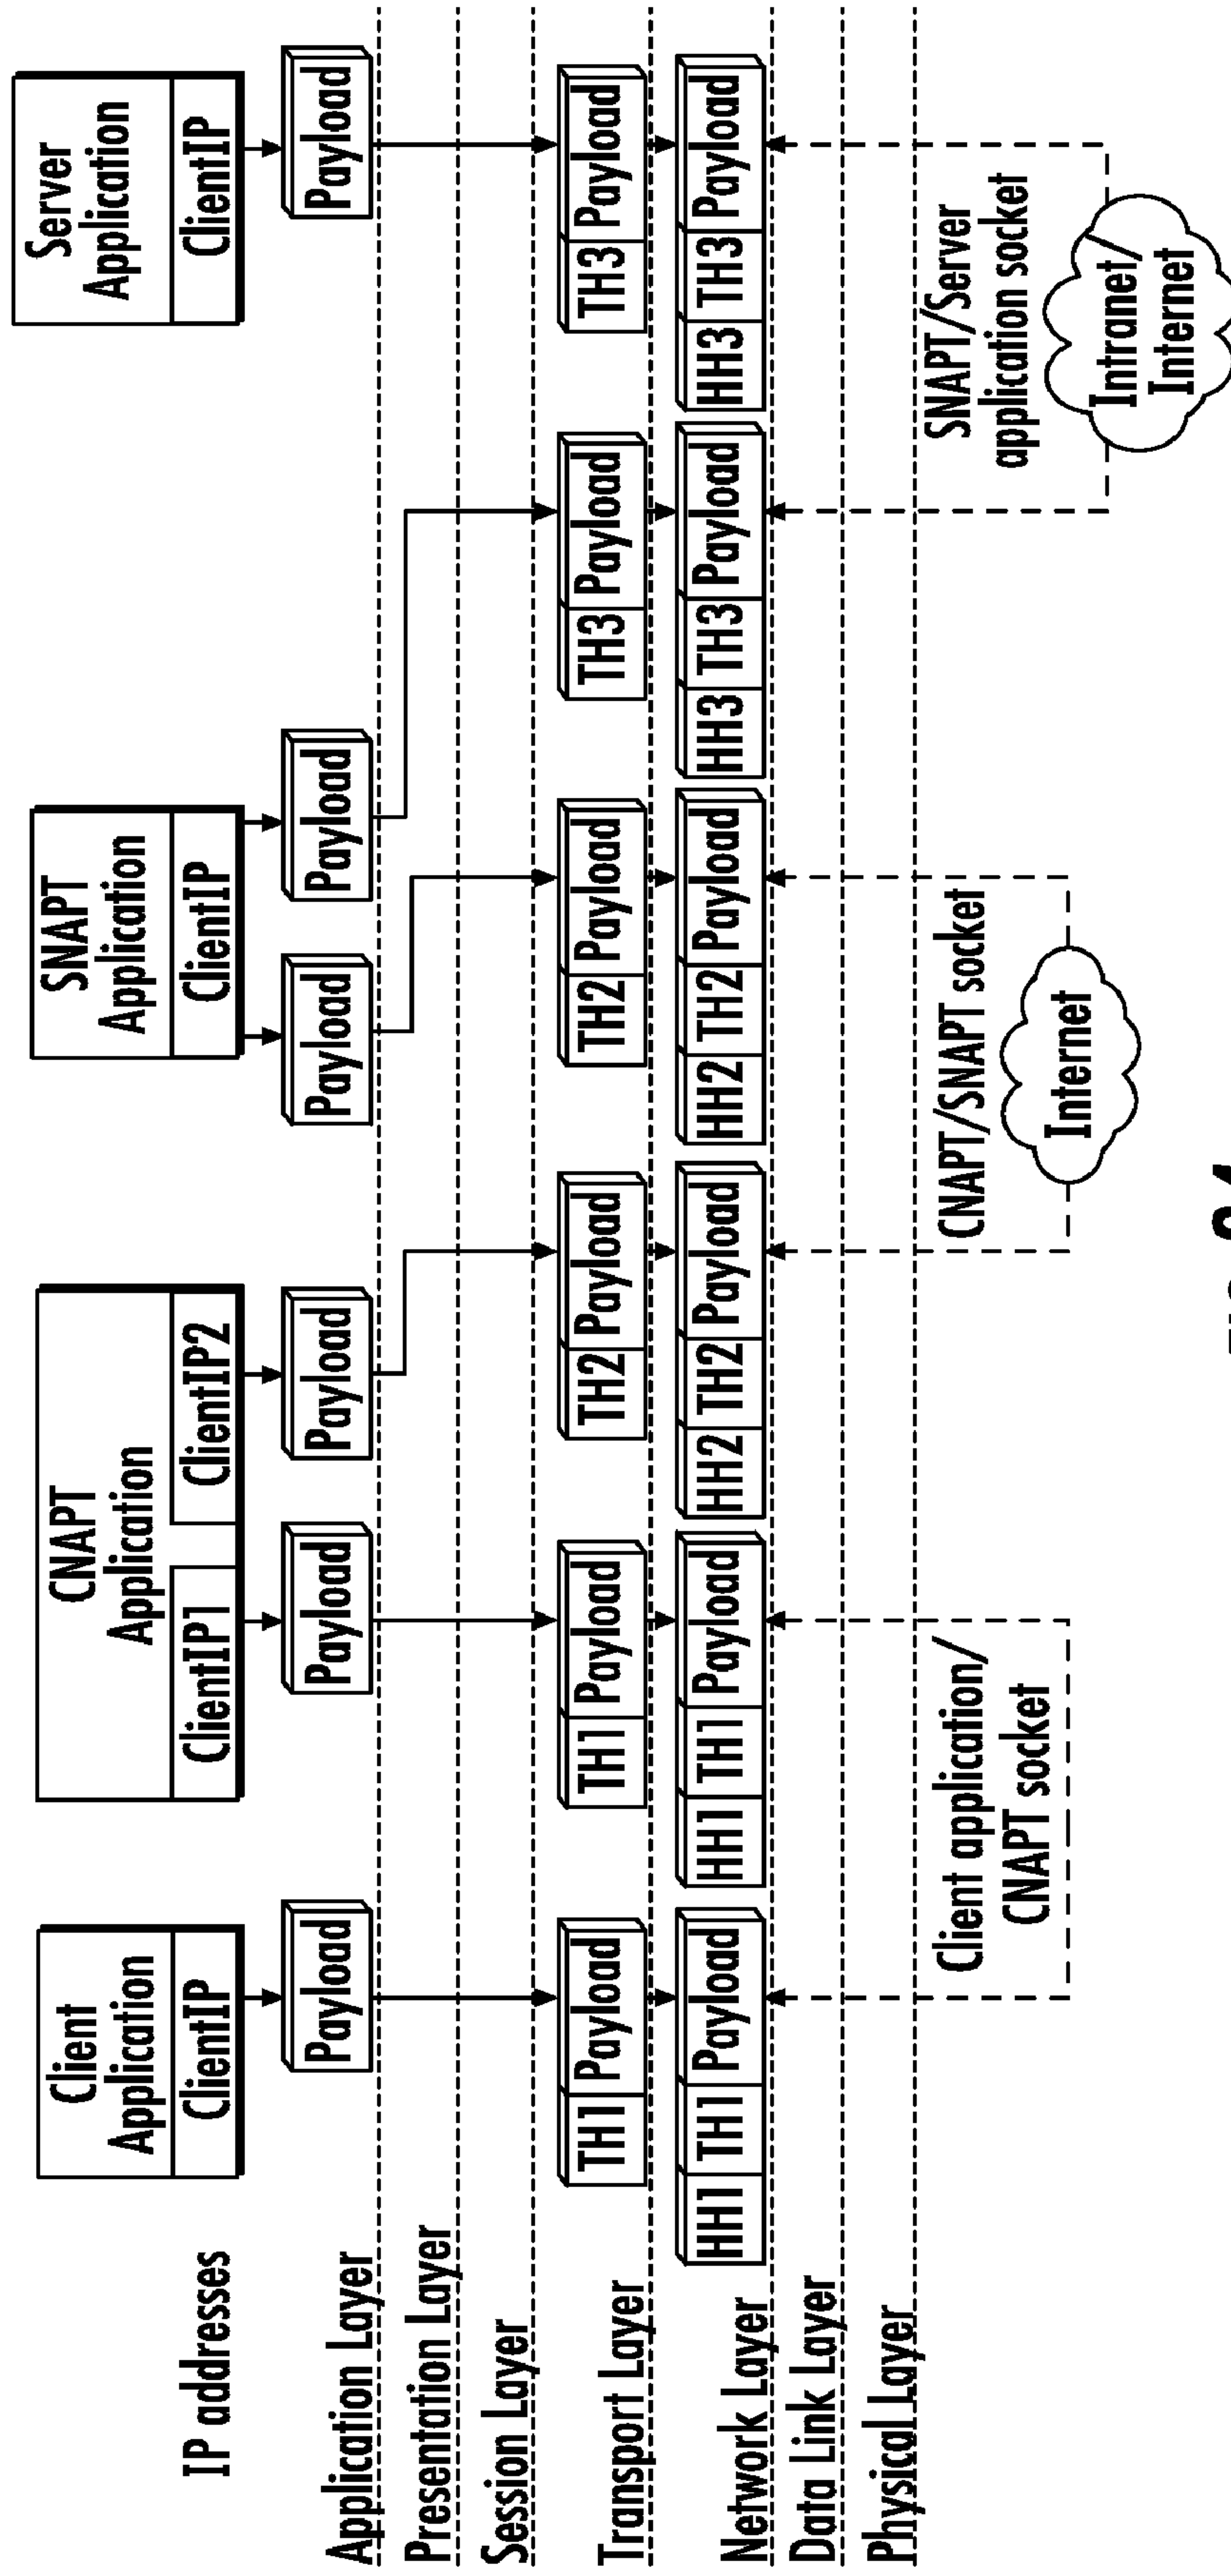 IP addresses
Client
Application
ClientIP
CNAPT
Application
ClientIP1
ClientIP2
SNAPT
Application
ClientIP
Server
Application
ClientIP
Payload
Payload
Payload
Payload
Payload
Payload
Application Layer
Presentation Layer
Session Layer
Transport Layer
TH1 Payload
TH1 Payload
TH2 Payload
TH2 Payload
TH3 Payload
TH3 Payload
Network Layer
HH1 TH1 Payload
HH1 TH1 Payload
HH2 TH2 Payload
HH2 TH2 Payload
HH3 TH3 Payload
HH3 TH3 Payload
Data Link Layer
Physical Layer
Client application/
CNAPT socket
CNAPT/SNAPT socket
Internet
SNAPT/Server
application socket
Intranet/
Internet